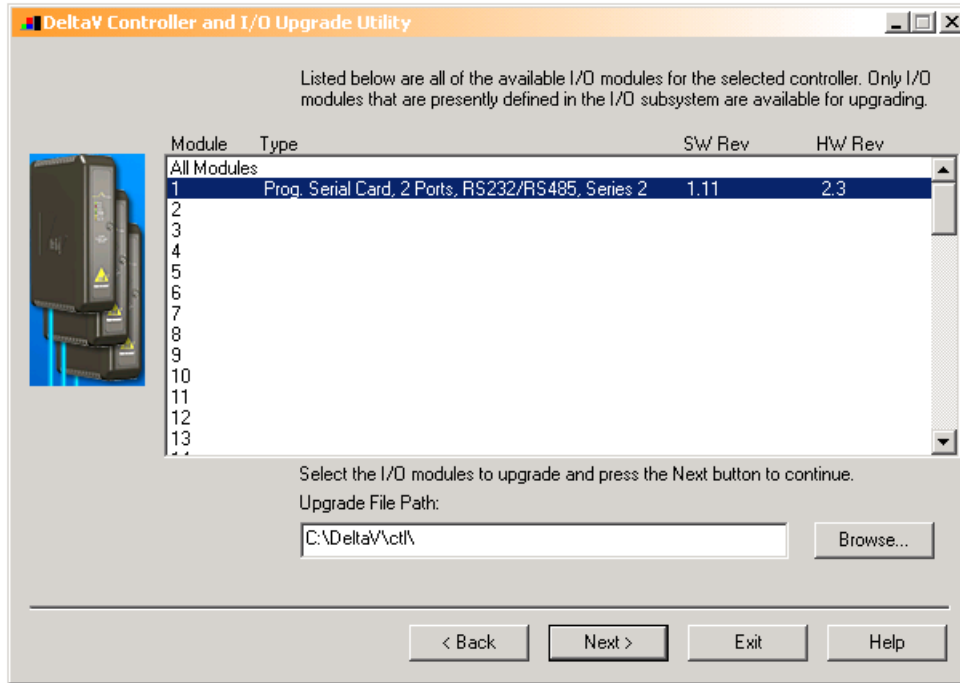 DeltaV Controller and I/O Upgrade Utility
Listed below are all of the available I/O modules for the selected controller. Only I/O
modules that are presently defined in the I/O subsystem are available for upgrading.
Module Type SW Rev HW Rev
All Modules
1 Prog. Serial Card, 2 Ports, RS232/RS485, Series 2 1.11 2.3
2
3
4
5
6
7
8
9
10
11
12
13
Select the I/O modules to upgrade and press the Next button to continue.
Upgrade File Path:
C:\DeltaV\ctl\ Browse...
< Back Next > Exit Help